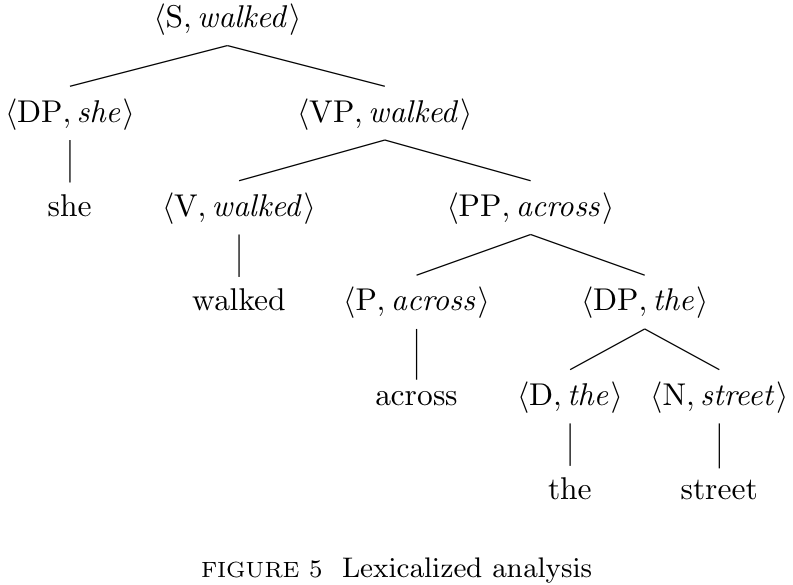 ⟨S, walked⟩
⟨DP, she⟩ ⟨VP, walked⟩
she ⟨V, walked⟩ ⟨PP, across⟩
walked ⟨P, across⟩ ⟨DP, the⟩
across ⟨D, the⟩ ⟨N, street⟩
the street
FIGURE 5 Lexicalized analysis